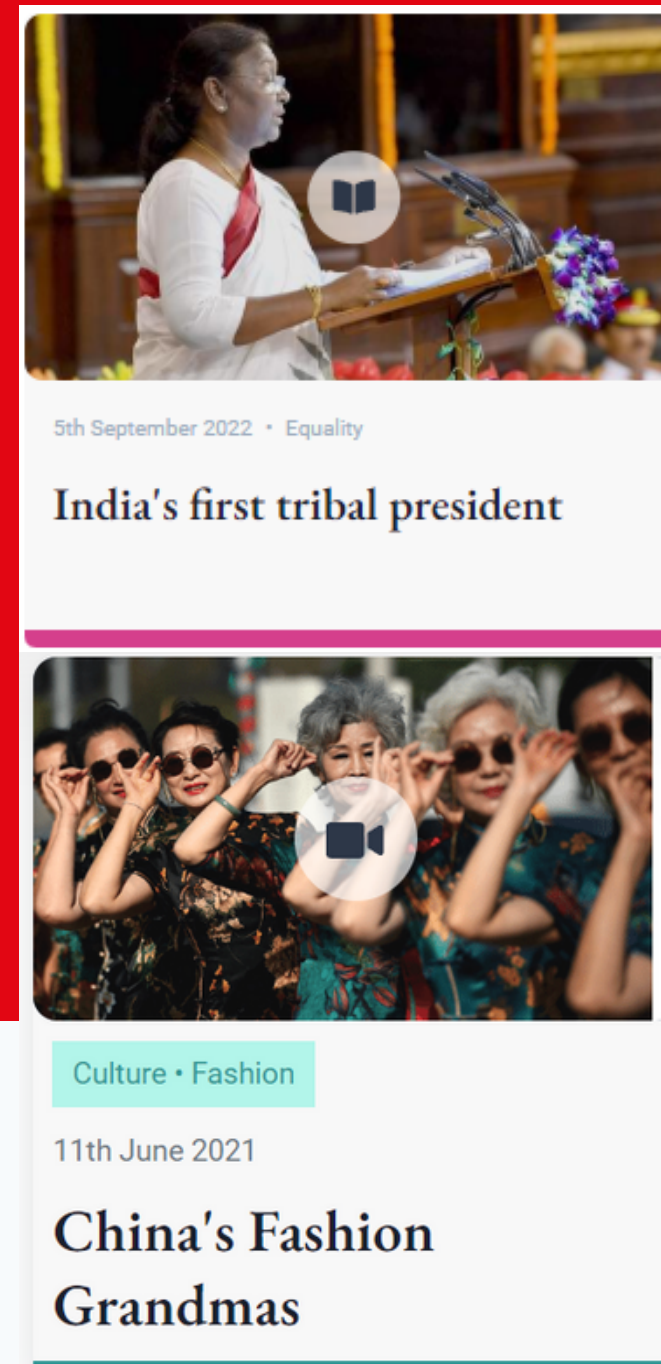 5th September 2022 • Equality
India's first tribal president
Culture • Fashion
11th June 2021
China's Fashion
Grandmas